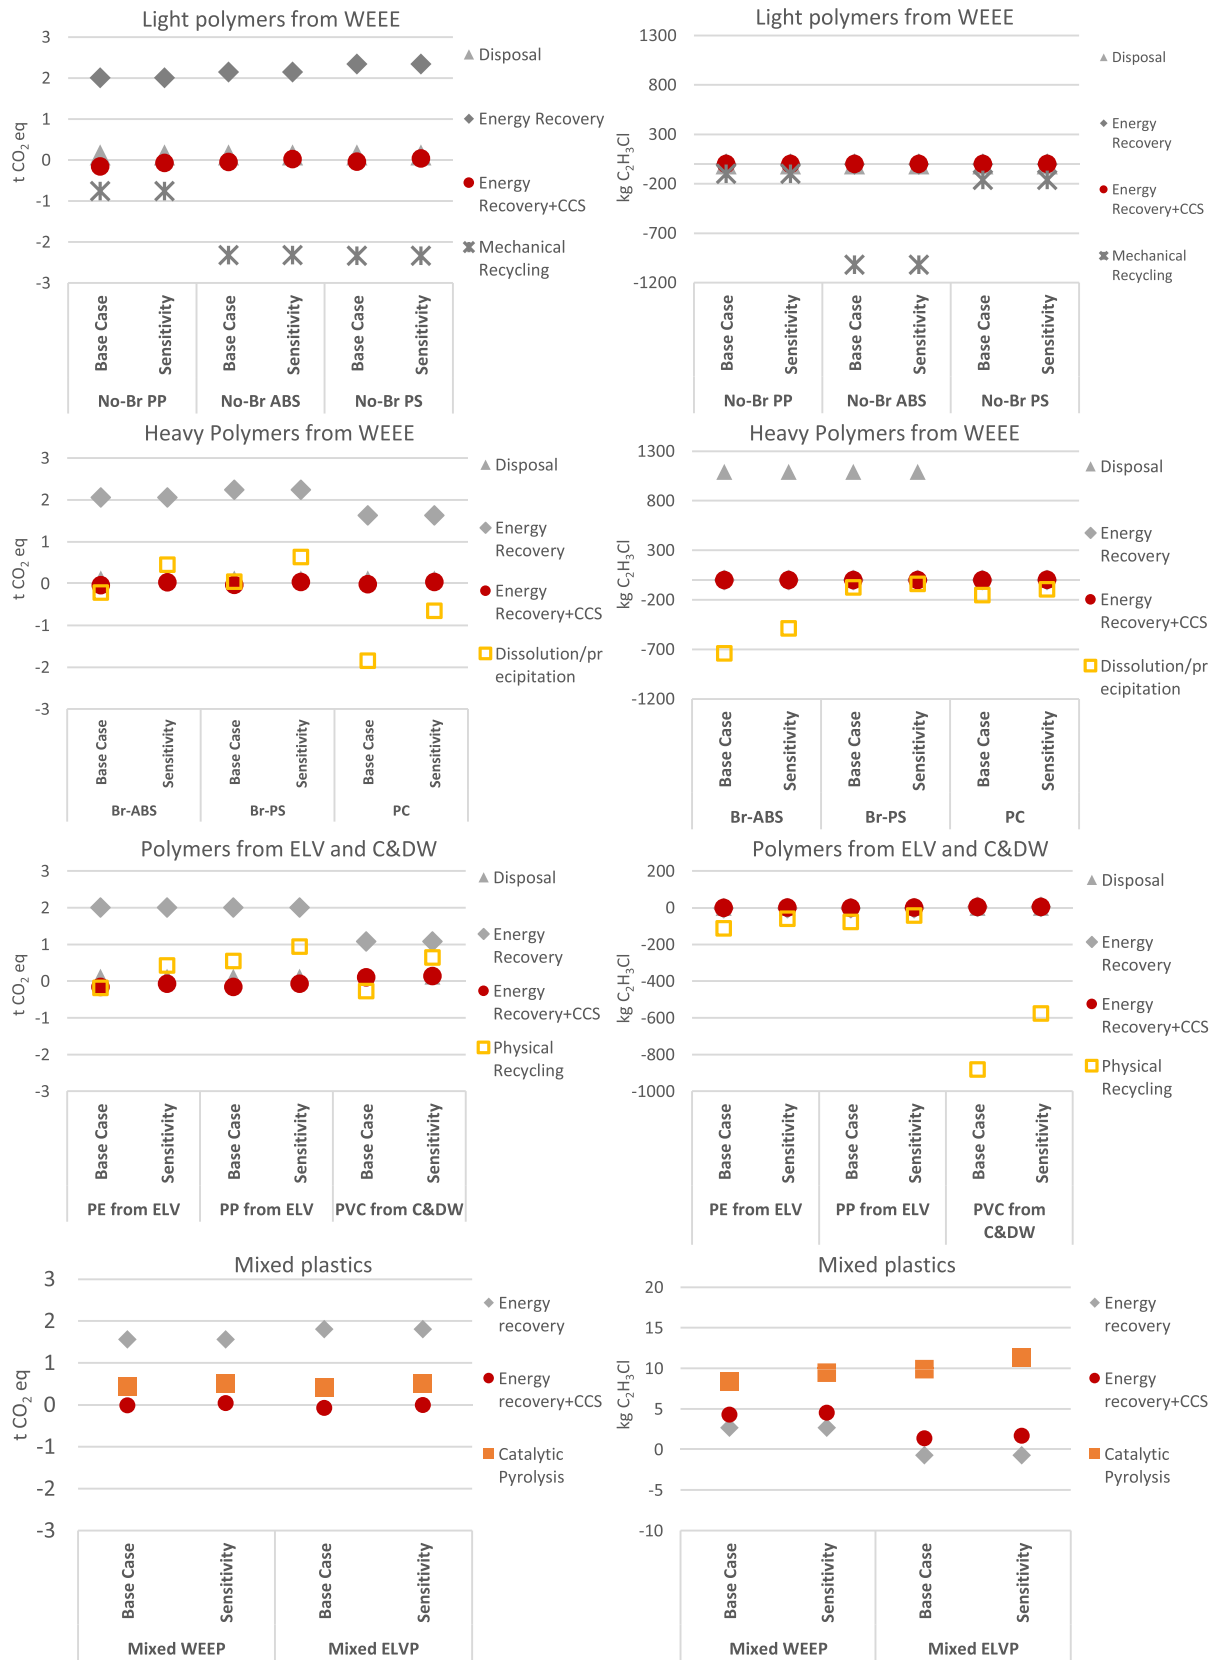 Light polymers from WEEE
3
2
1
0
-1
-2
-3
t CO2 eq
Disposal
Energy Recovery
Energy
Recovery+CCS
Mechanical
Recycling
Base Case
Sensitivity
Base Case
Sensitivity
Base Case
Sensitivity
No-Br PP
No-Br ABS
No-Br PS
Light polymers from WEEE
1300
800
300
-200
-700
-1200
kg C2H3Cl
Disposal
Energy
Recovery
Energy
Recovery+CCS
Mechanical
Recycling
Base Case
Sensitivity
Base Case
Sensitivity
Base Case
Sensitivity
No-Br PP
No-Br ABS
No-Br PS
Heavy Polymers from WEEE
3
2
1
0
-1
-2
-3
t CO2 eq
Disposal
Energy
Recovery
Energy
Recovery+CCS
Dissolution/pr
ecipitation
Base Case
Sensitivity
Base Case
Sensitivity
Base Case
Sensitivity
Br-ABS
Br-PS
PC
Heavy Polymers from WEEE
1300
800
300
-200
-700
-1200
kg C2H3Cl
Disposal
Energy
Recovery
Energy
Recovery+CCS
Dissolution/pr
ecipitation
Base Case
Sensitivity
Base Case
Sensitivity
Base Case
Sensitivity
Br-ABS
Br-PS
PC
Polymers from ELV and C&DW
3
2
1
0
-1
-2
-3
t CO2 eq
Disposal
Energy
Recovery
Energy
Recovery+CCS
Physical
Recycling
Base Case
Sensitivity
Base Case
Sensitivity
Base Case
Sensitivity
PE from ELV
PP from ELV
PVC from C&DW
Polymers from ELV and C&DW
200
0
-200
-400
-600
-800
-1000
kg C2H3Cl
Disposal
Energy
Recovery
Energy
Recovery+CCS
Physical
Recycling
Base Case
Sensitivity
Base Case
Sensitivity
Base Case
Sensitivity
PE from ELV
PP from ELV
PVC from
C&DW
Mixed plastics
3
2
1
0
-1
-2
-3
t CO2 eq
Energy
recovery
Energy
recovery+CCS
Catalytic
Pyrolysis
Base Case
Sensitivity
Base Case
Sensitivity
Mixed WEEP
Mixed ELVP
Mixed plastics
20
15
10
5
0
-5
-10
kg C2H3Cl
Energy
recovery
Energy
recovery+CCS
Catalytic
Pyrolysis
Base Case
Sensitivity
Base Case
Sensitivity
Mixed WEEP
Mixed ELVP